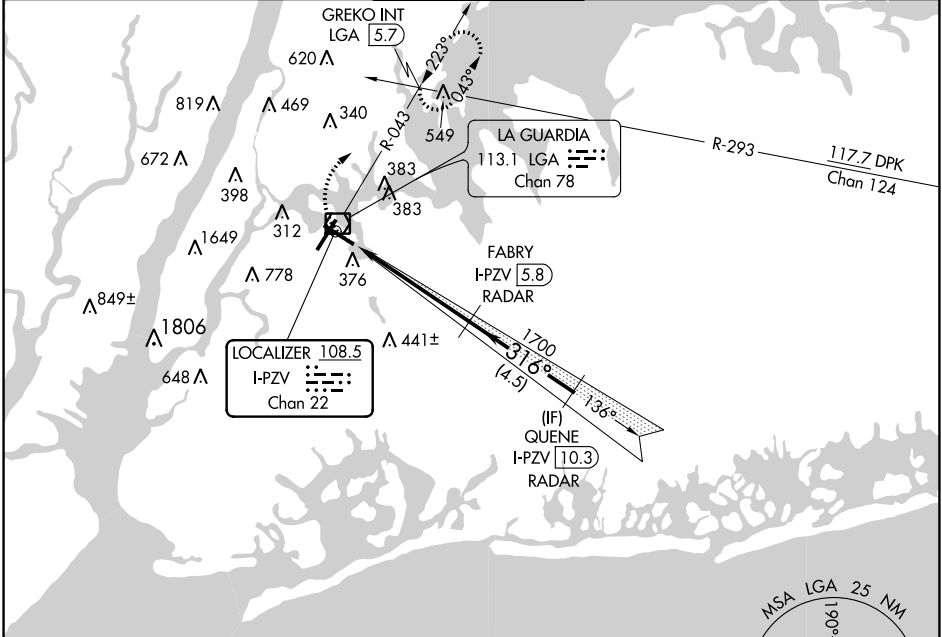 GREKO INT
LGA 5.7
620
223°
043°
819
469
340
549
R-043
LA GUARDIA
113.1 LGA
Chan 78
R-293
117.7 DPK
Chan 124
672
398
383
383
312
1649
778
376
FABRY
I-PZV 5.8
RADAR
849±
1806
441±
1700
316°
(4.5)
136°
LOCALIZER 108.5
I-PZV
Chan 22
648
(IF)
QUENE
I-PZV 10.3
RADAR
MSA LGA 25 NM
190°